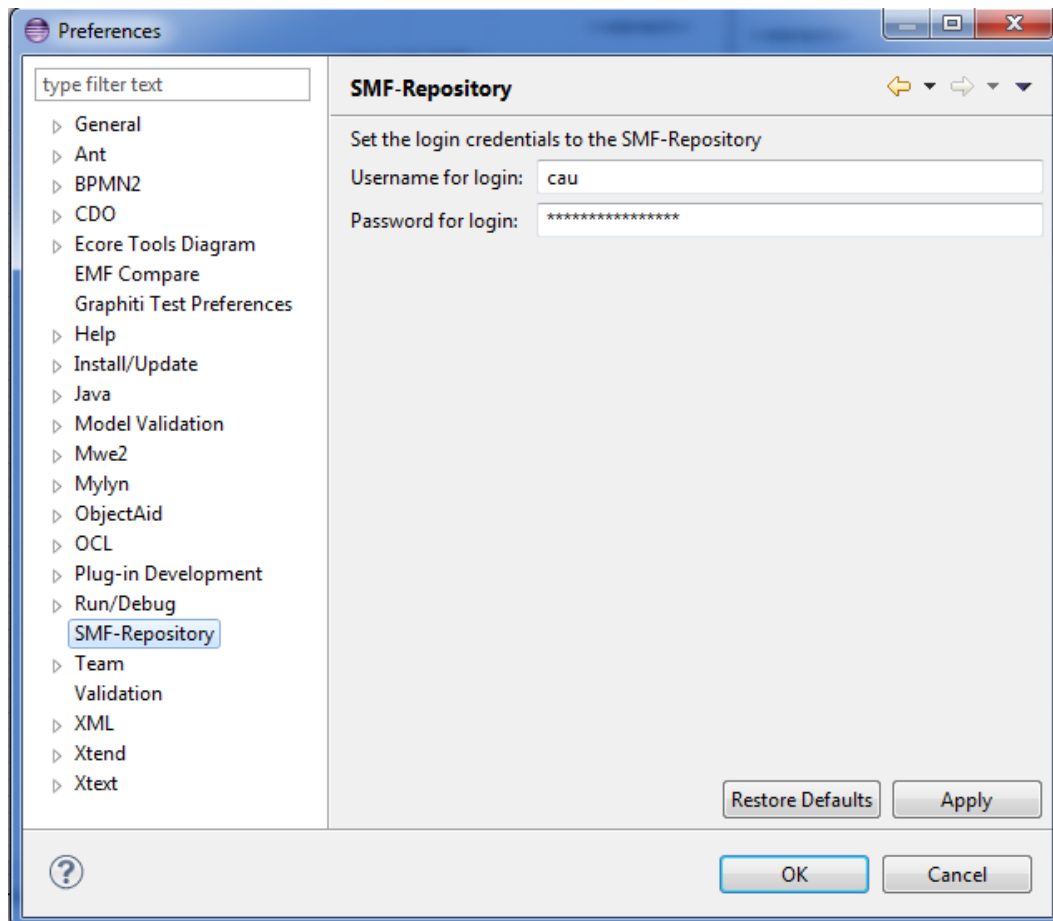 Preferences
type filter text
General
Ant
BPMN2
CDO
Ecore Tools Diagram
EMF Compare
Graphiti Test Preferences
Help
Install/Update
Java
Model Validation
Mwe2
Mylyn
ObjectAid
OCL
Plug-in Development
Run/Debug
SMF-Repository
Team
Validation
XML
Xtend
Xtext
SMF-Repository
Set the login credentials to the SMF-Repository
Username for login: cau
Password for login: ****************
Restore Defaults Apply
OK Cancel